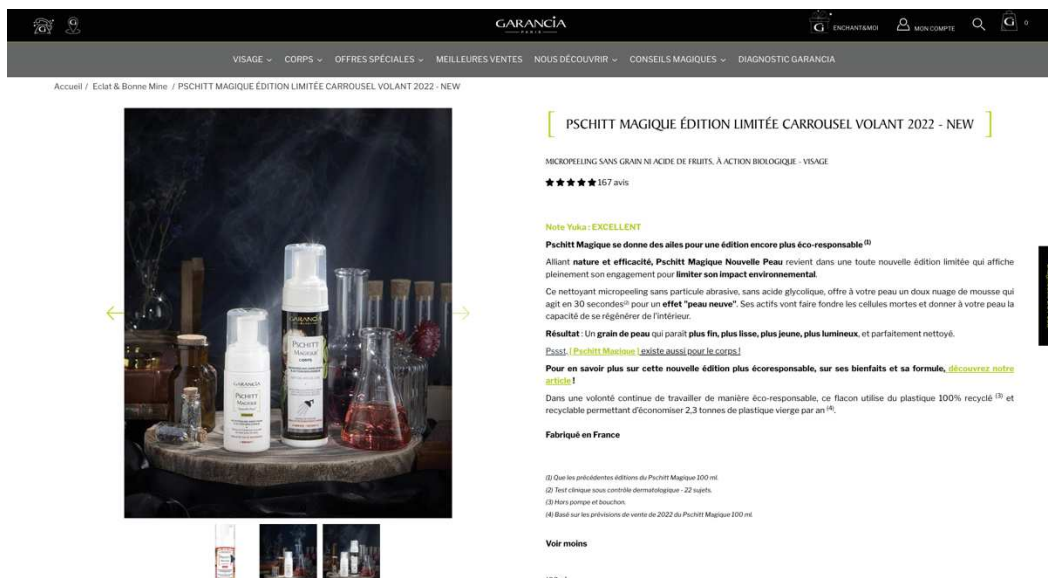 GARANCIA
PARIS
ENCHANT&MOI
MON COMPTE
0
VISAGE CORPS OFFRES SPÉCIALES MEILLEURES VENTES NOUS DÉCOUVRIR CONSEILS MAGIQUES DIAGNOSTIC GARANCIA
Accueil / Eclat & Bonne Mine / PSCHITT MAGIQUE ÉDITION LIMITÉE CARROUSEL VOLANT 2022 - NEW
GARANCIA
PSCHITT
MAGIQUE
CORPS
GARANCIA
PSCHITT
MAGIQUE
[ PSCHITT MAGIQUE ÉDITION LIMITÉE CARROUSEL VOLANT 2022 - NEW ]
MICROPEELING SANS GRAIN NI ACIDE DE FRUITS, À ACTION BIOLOGIQUE - VISAGE
★★★★★ 167 avis
Note Yuka : EXCELLENT
Pschitt Magique se donne des ailes pour une édition encore plus éco-responsable (1)
Alliant nature et efficacité, Pschitt Magique Nouvelle Peau revient dans une toute nouvelle édition limitée qui affiche
pleinement son engagement pour limiter son impact environnemental.
Ce nettoyant micropeeling sans particule abrasive, sans acide glycolique, offre à votre peau un doux nuage de mousse qui
agit en 30 secondes(2) pour un effet "peau neuve". Ses actifs vont faire fondre les cellules mortes et donner à votre peau la
capacité de se régénérer de l'intérieur.
Résultat : Un grain de peau qui paraît plus fin, plus lisse, plus jeune, plus lumineux, et parfaitement nettoyé.
Pssst, [ Pschitt Magique ] existe aussi pour le corps !
Pour en savoir plus sur cette nouvelle édition plus écoresponsable, sur ses bienfaits et sa formule, découvrez notre
article !
Dans une volonté continue de travailler de manière éco-responsable, ce flacon utilise du plastique 100% recyclé (3) et
recyclable permettant d'économiser 2,3 tonnes de plastique vierge par an (4).
Fabriqué en France
(1) Que les précédentes éditions du Pschitt Magique 100 ml.
(2) Test clinique sous contrôle dermatologique - 22 sujets.
(3) Hors pompe et bouchon.
(4) Basé sur les prévisions de vente de 2022 du Pschitt Magique 100 ml.
Voir moins